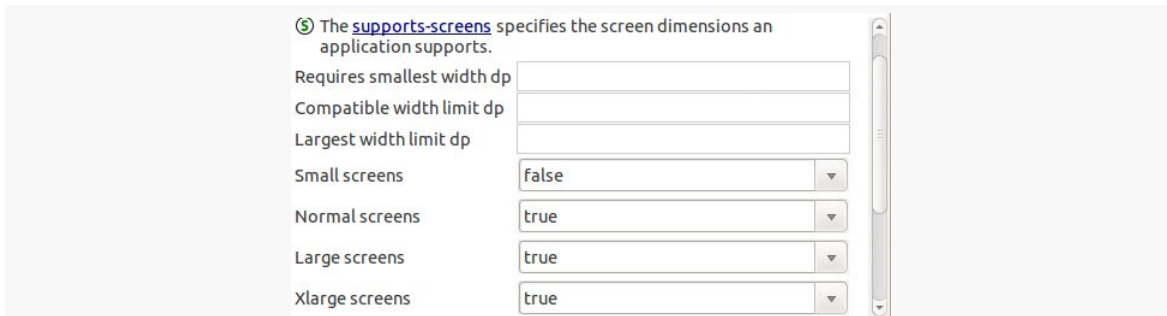 S The supports-screens specifies the screen dimensions an
application supports.
Requires smallest width dp
Compatible width limit dp
Largest width limit dp
Small screens false
Normal screens true
Large screens true
Xlarge screens true